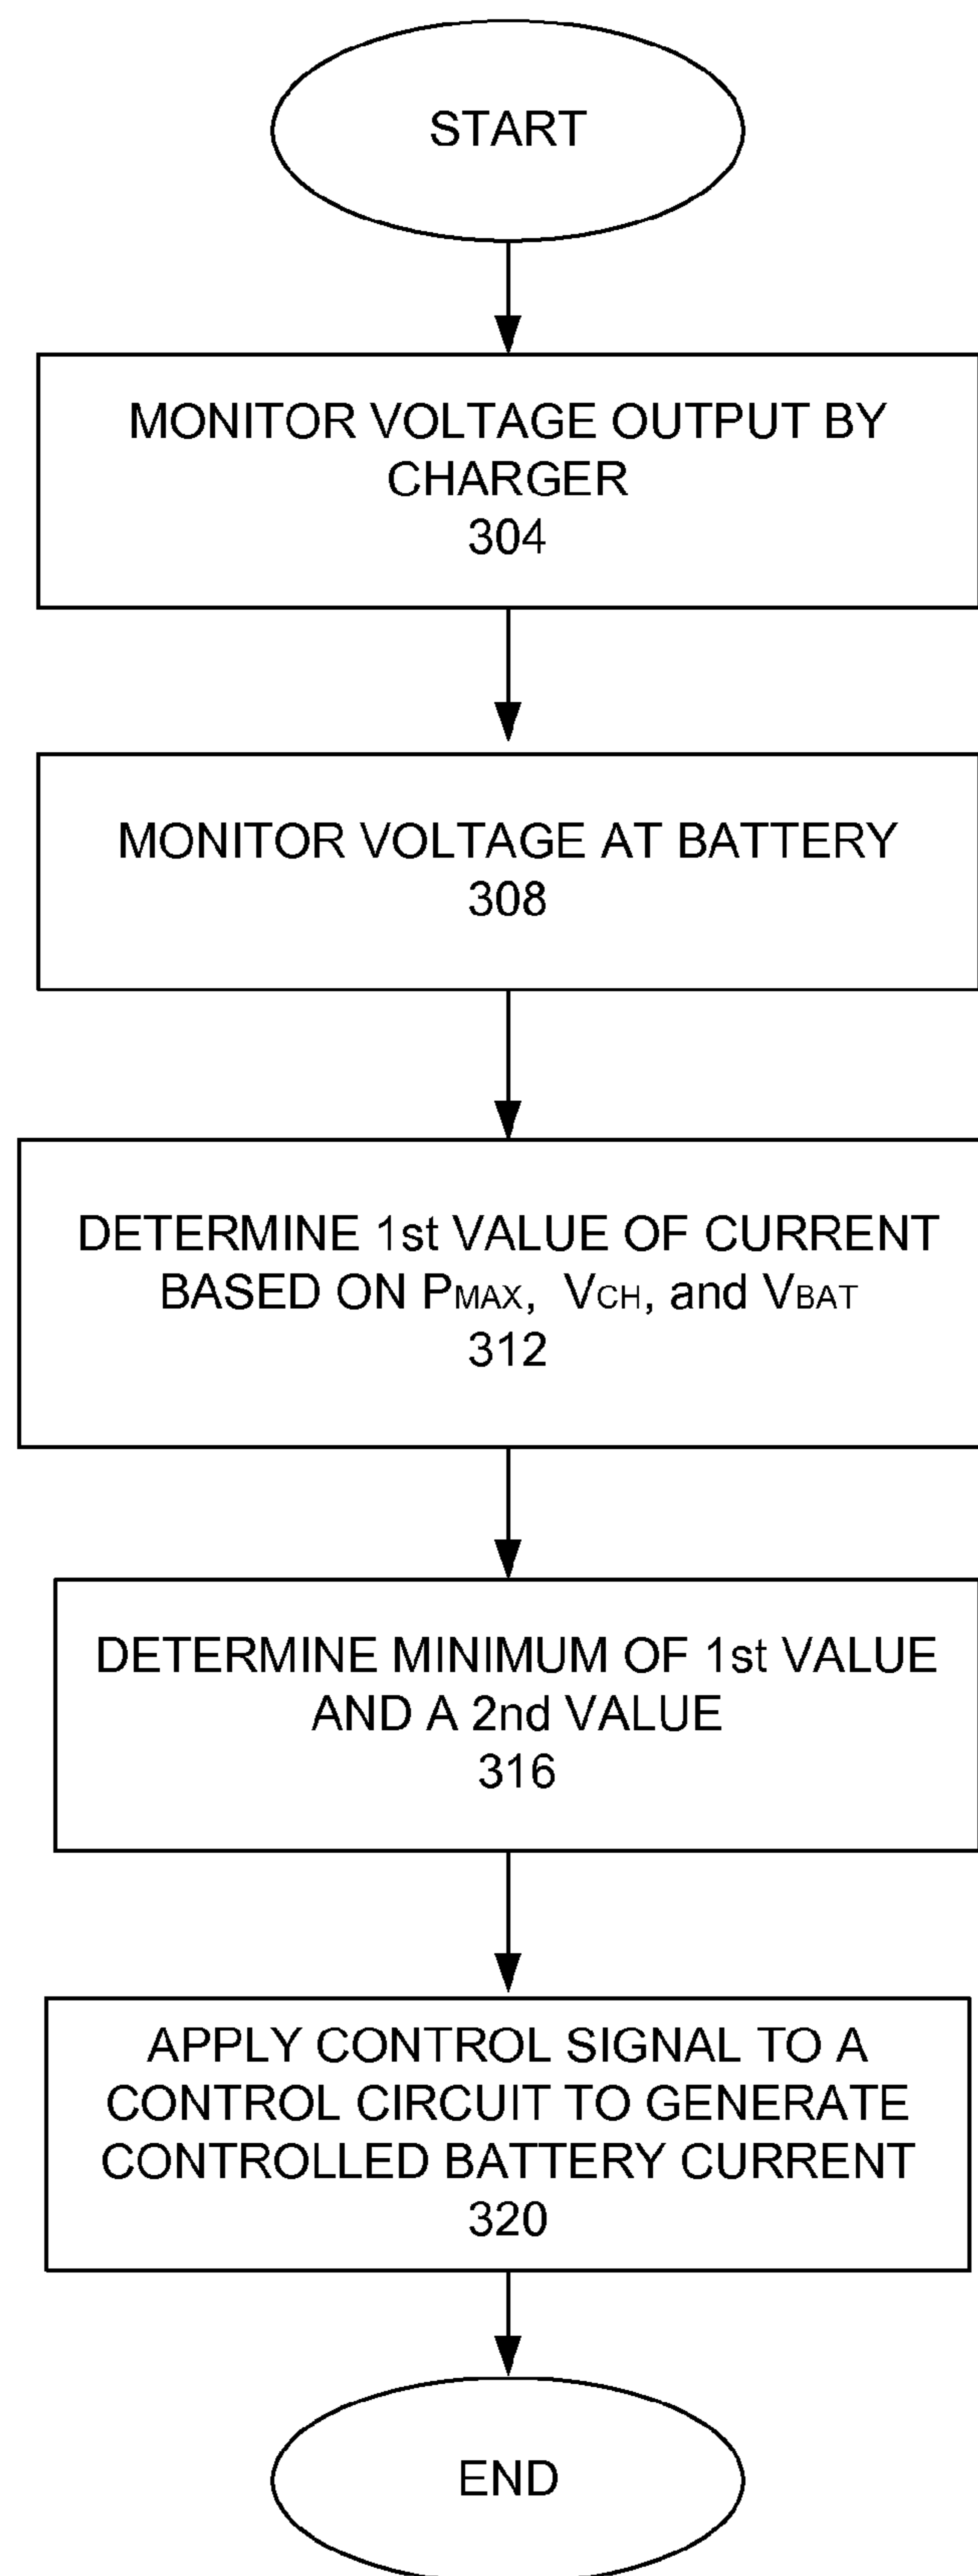 START
MONITOR VOLTAGE OUTPUT BY
CHARGER
304
MONITOR VOLTAGE AT BATTERY
308
DETERMINE 1st VALUE OF CURRENT
BASED ON PMAX, VCH, and VBAT
312
DETERMINE MINIMUM OF 1st VALUE
AND A 2nd VALUE
316
APPLY CONTROL SIGNAL TO A
CONTROL CIRCUIT TO GENERATE
CONTROLLED BATTERY CURRENT
320
END